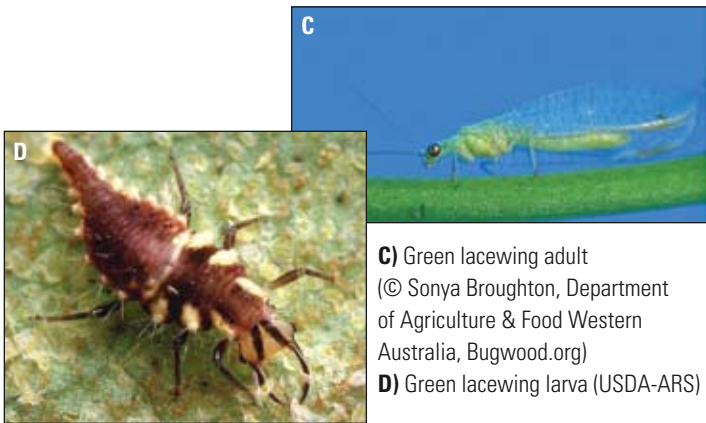 C
D
C) Green lacewing adult
(© Sonya Broughton, Department
of Agriculture & Food Western
Australia, Bugwood.org)
D) Green lacewing larva (USDA-ARS)